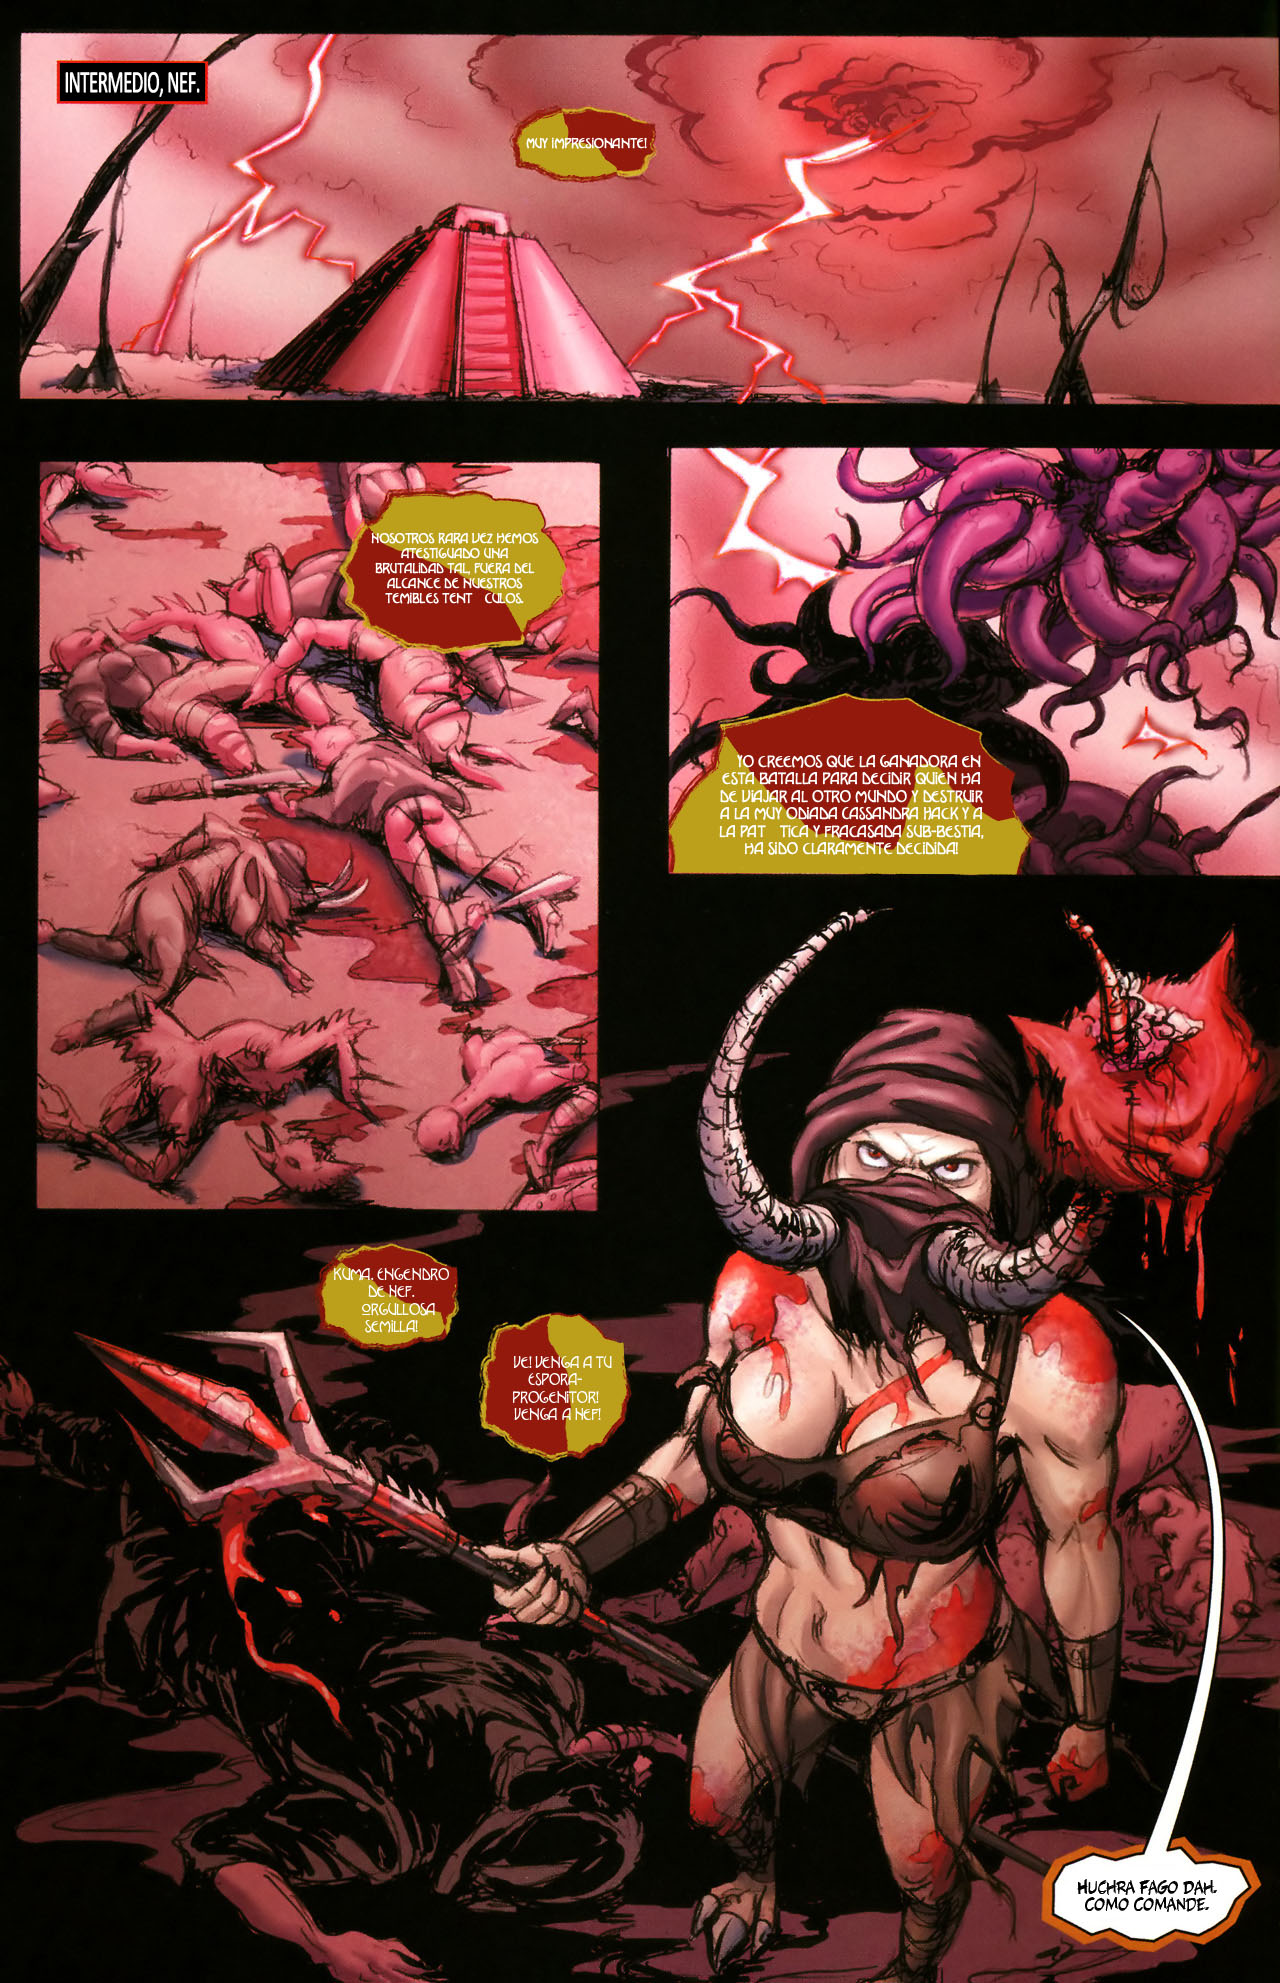 INTERMEDIO, NEF.
MUY IMPRESIONANTE!
NOSOTROS RARA VEZ HEMOS
ATESTIGUADO UNA
BRUTALIDAD TAL, FUERA DEL
ALCANCE DE NUESTROS
TEMIBLES TENT CULOS.
YO CREEMOS QUE LA GANADORA EN
ESTA BATALLA PARA DECIDIR QUIEN HA
DE VIAJAR AL OTRO MUNDO Y DESTRUIR
A LA MUY ODIADA CASSANDRA HACK Y A
LA PAT TICA Y FRACASADA SUB-BESTIA,
HA SIDO CLARAMENTE DECIDIDA!
KUMA. ENGENDRO
DE NEF.
ORGULLOSA
SEMILLA!
VE! VENGA A TU
ESPORA-
PROGENITOR!
VENGA A NEF!
HUCHRA FAGO DAH.
COMO COMANDE.